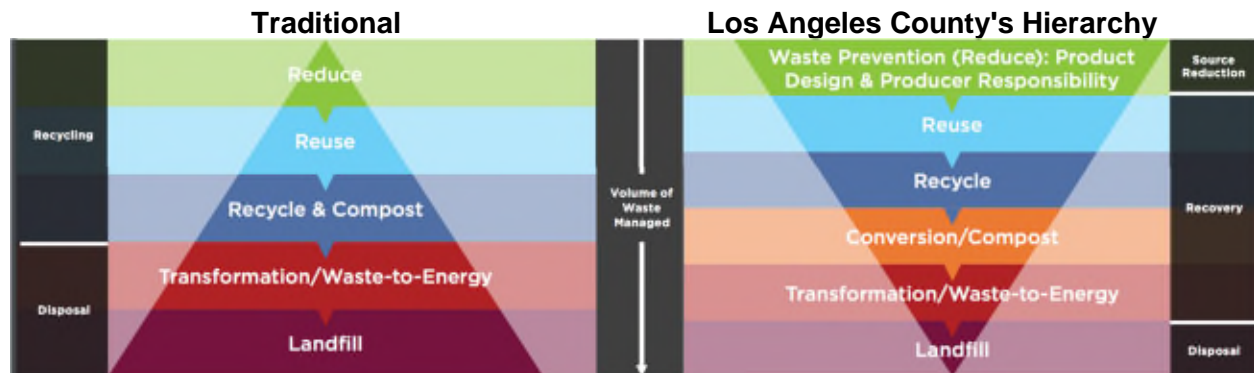 Traditional
Recycling
Disposal
Reduce
Reuse
Recycle & Compost
Transformation/Waste-to-Energy
Landfill
Volume of
Waste
Managed
Los Angeles County's Hierarchy
Waste Prevention (Reduce): Product
Design & Producer Responsibility
Reuse
Recycle
Conversion/Compost
Transformation/Waste-to-Energy
Landfill
Source
Reduction
Recovery
Disposal